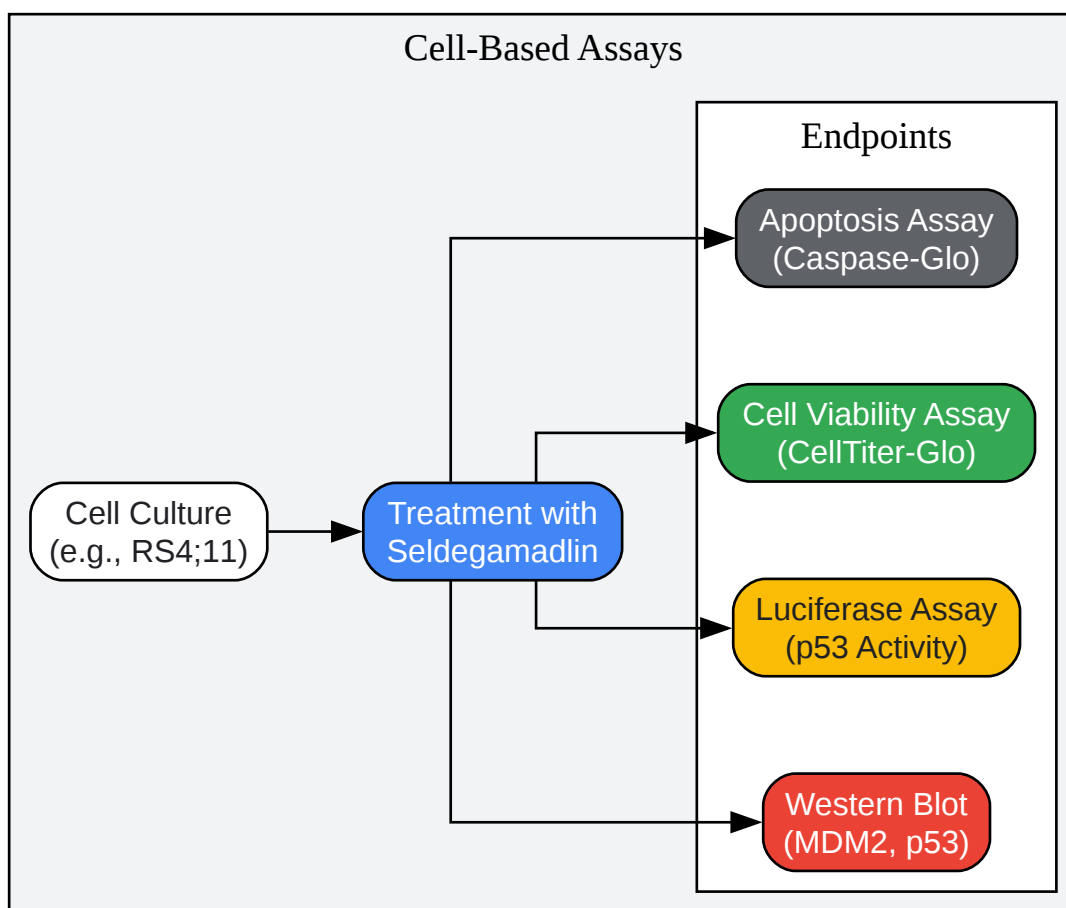 Cell-Based Assays
Endpoints
Apoptosis Assay
(Caspase-Glo)
Cell Viability Assay
(CellTiter-Glo)
Cell Culture
(e.g., RS4;11)
Treatment with
Seldegamadlin
Luciferase Assay
(p53 Activity)
Western Blot
(MDM2, p53)